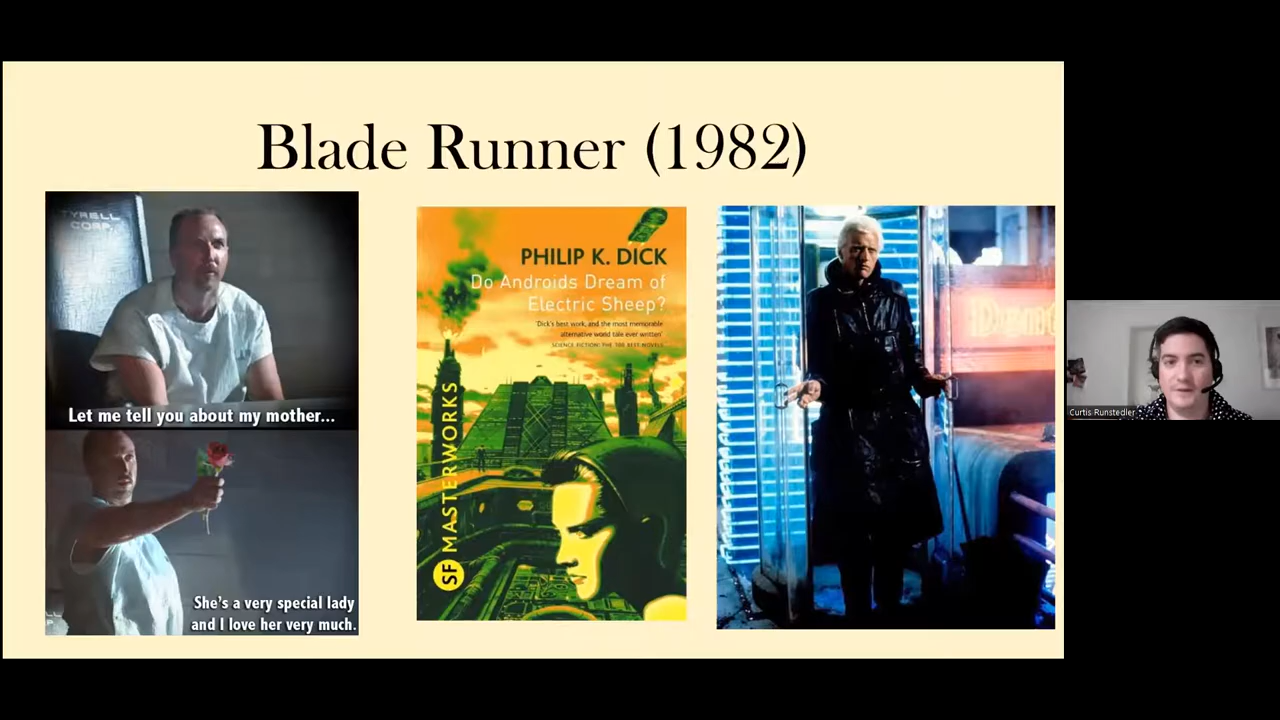 Blade Runner (1982)
TYRELL
CORP.
Let me tell you about my mother...
She's a very special lady
and I love her very much.
PHILIP K. DICK
Do Androids Dream of
Electric Sheep?
'Dick's best work, and the most memorable
alternative world tale ever written'
SCIENCE FICTION: THE 100 BEST NOVELS
SF MASTERWORKS
Curtis Runstedler